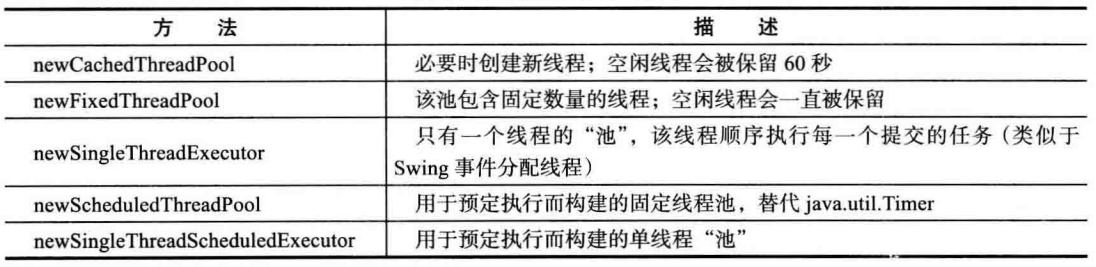 方 法 描 述
newCachedThreadPool 必要时创建新线程；空闲线程会被保留 60 秒
newFixedThreadPool 该池包含固定数量的线程；空闲线程会一直被保留
newSingleThreadExecutor 只有一个线程的“池”，该线程顺序执行每一个提交的任务（类似于
Swing 事件分配线程）
newScheduledThreadPool 用于预定执行而构建的固定线程池，替代 java.util.Timer
newSingleThreadScheduledExecutor 用于预定执行而构建的单线程“池”